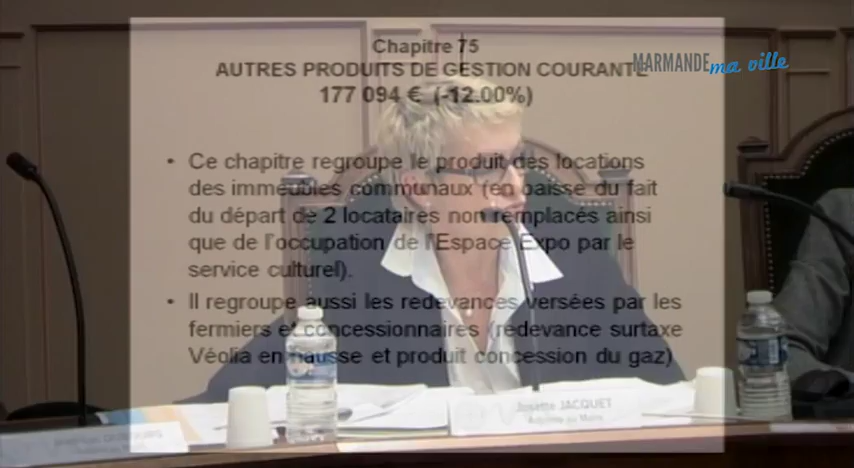 Chapitre 75
AUTRES PRODUITS DE GESTION COURANTE
MARMANDE ma ville
177 094 € (-12.00%)
• Ce chapitre regroupe le produit des locations
des immeubles communaux (en baisse du fait
du départ de 2 locataires non remplacés ainsi
que de l'occupation de l'Espace Expo par le
service culturel).
• Il regroupe aussi les redevances versées par les
fermiers et concessionnaires (redevance surtaxe
Véolia en hausse et produit concession du gaz)
Josette JACQUET
Adjointe au Maire